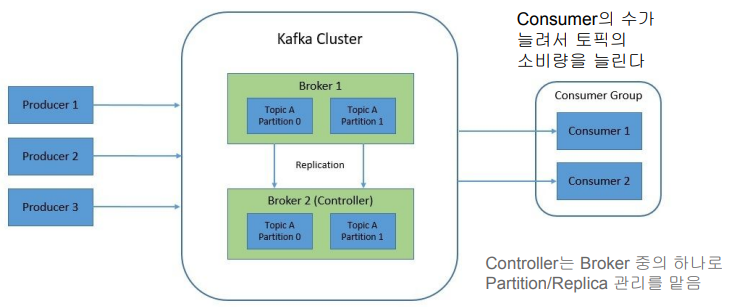 Consumer의 수가
늘려서 토픽의
소비량을 늘린다
Kafka Cluster
Broker 1
Topic A
Partition 0
Topic A
Partition 1
Replication
Broker 2 (Controller)
Topic A
Partition 0
Topic A
Partition 1
Producer 1
Producer 2
Producer 3
Consumer Group
Consumer 1
Consumer 2
Controller는 Broker 중의 하나로
Partition/Replica 관리를 맡음